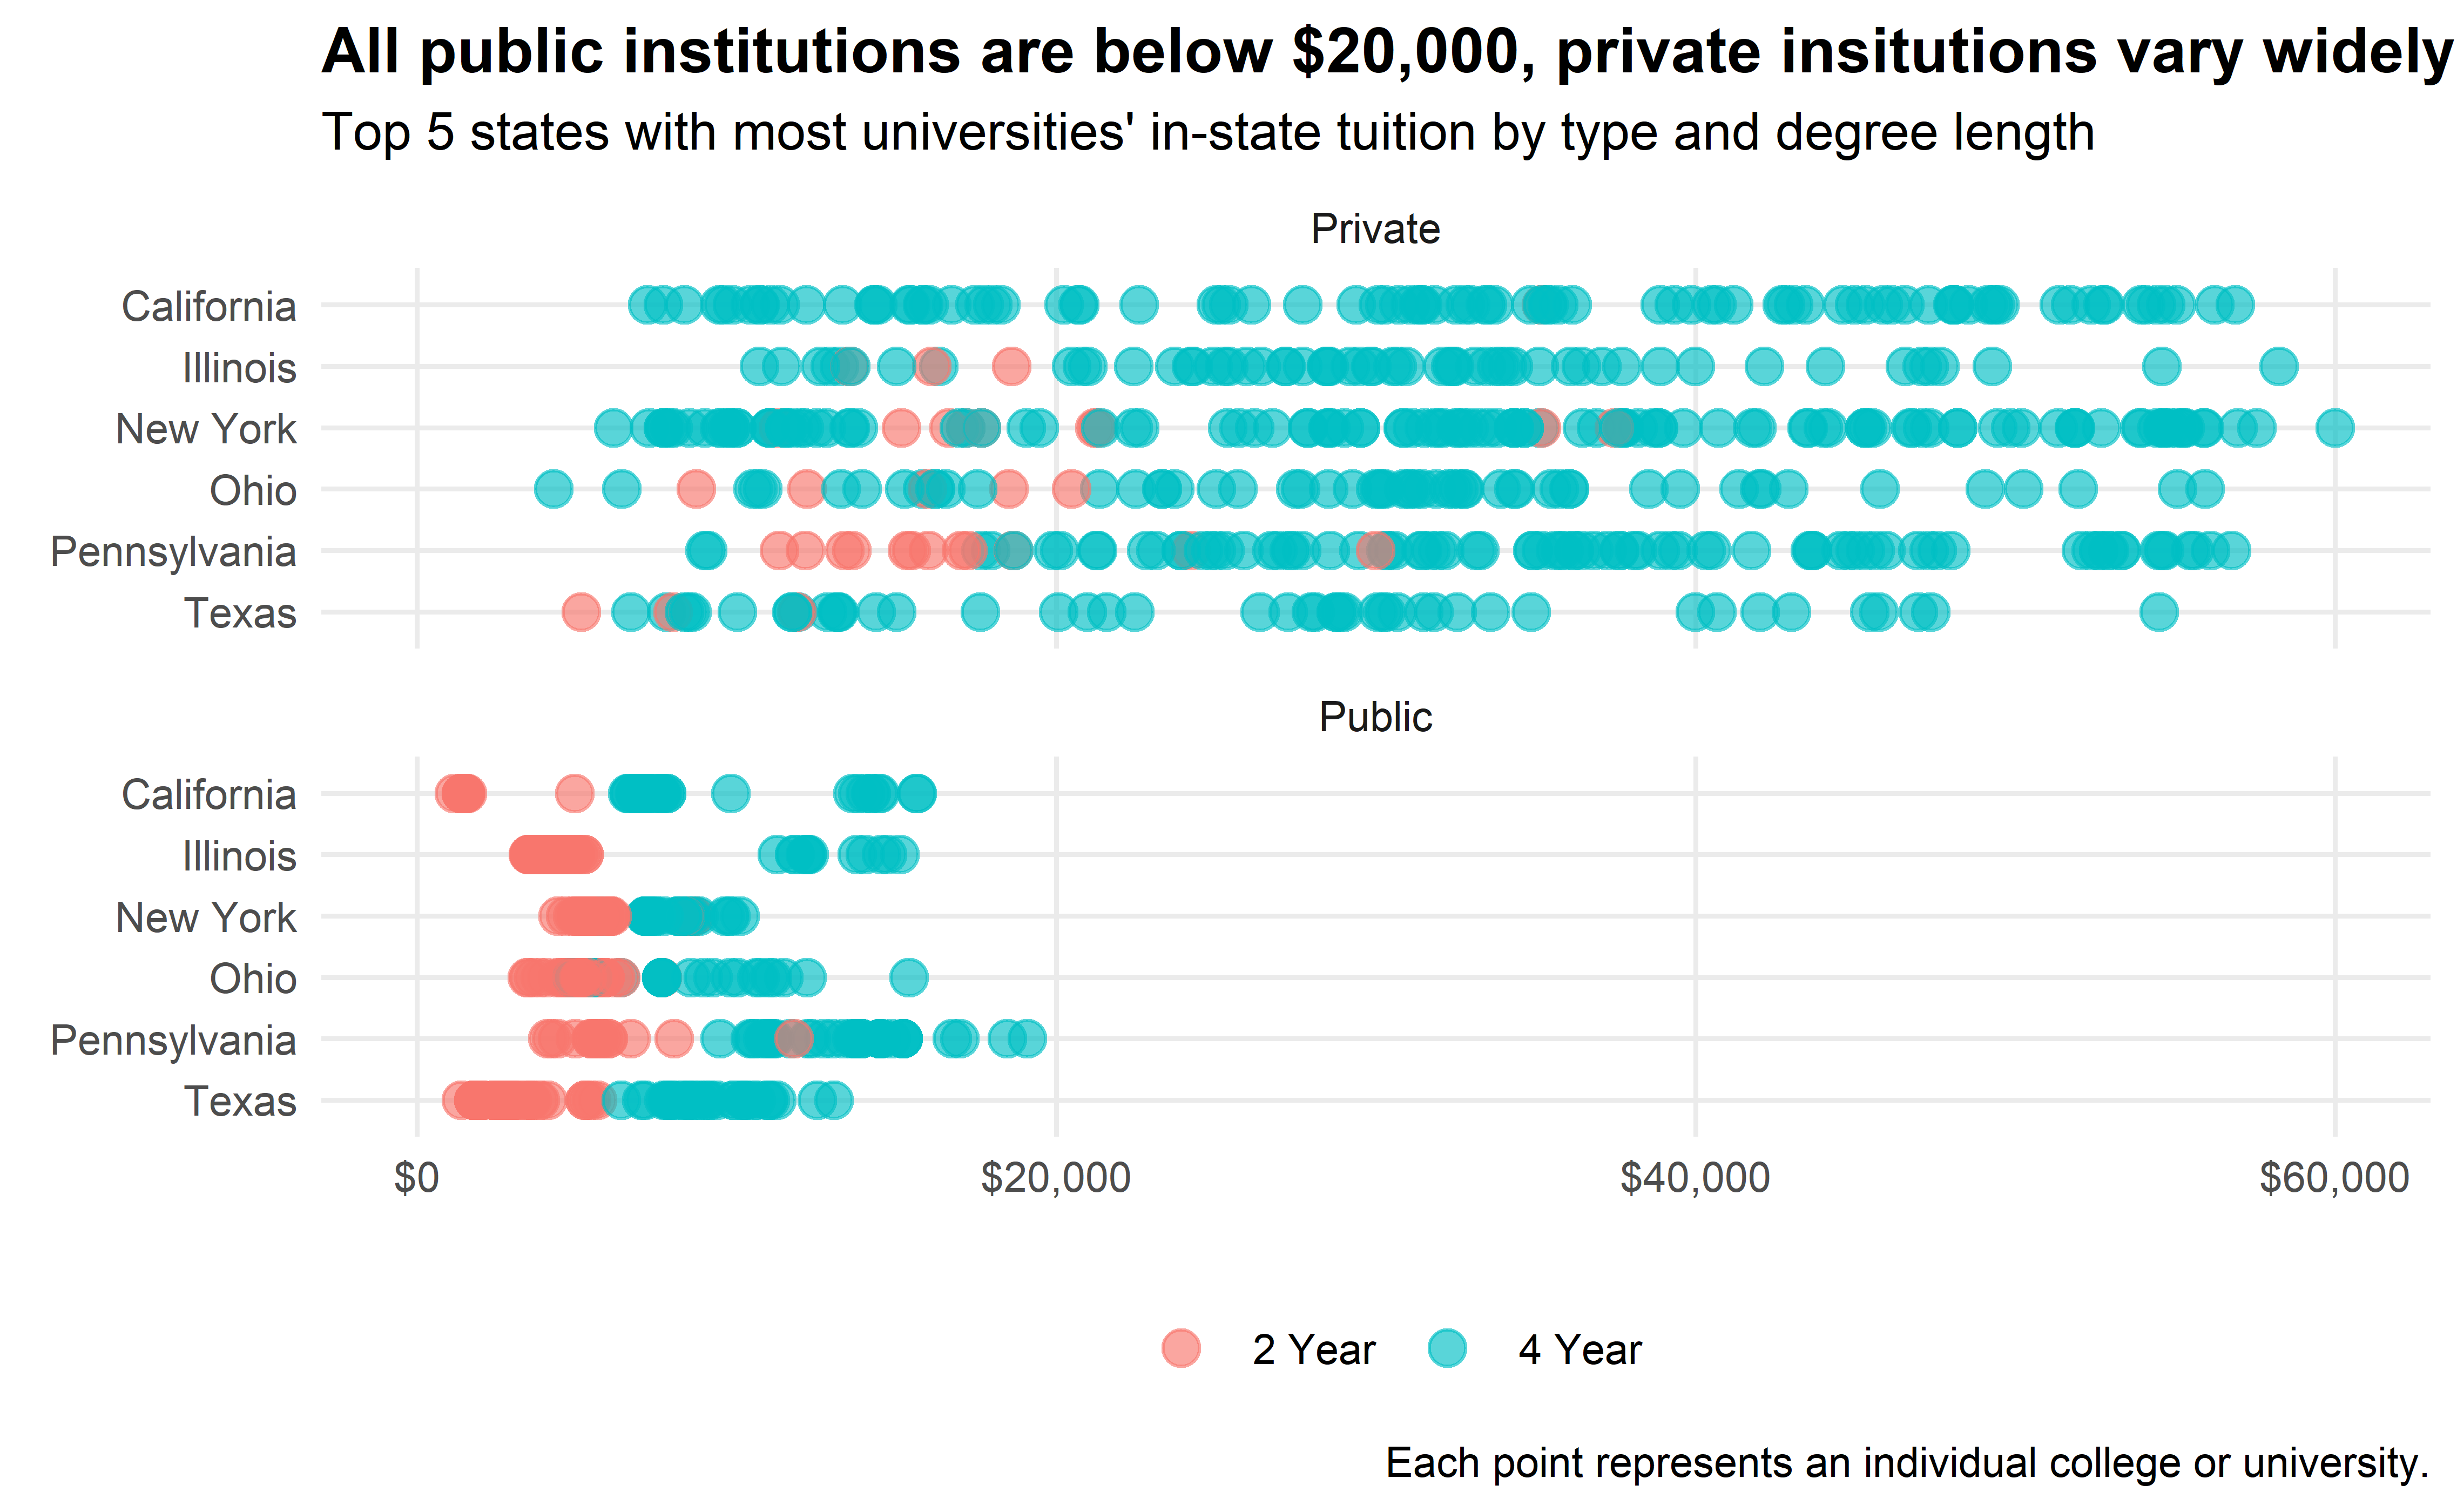 All public institutions are below $20,000, private insitutions vary widely
Top 5 states with most universities' in-state tuition by type and degree length
Private
California
Illinois
New York
Ohio
Pennsylvania
Texas
Public
California
Illinois
New York
Ohio
Pennsylvania
Texas
$0 $20,000 $40,000 $60,000
2 Year 4 Year
Each point represents an individual college or university.